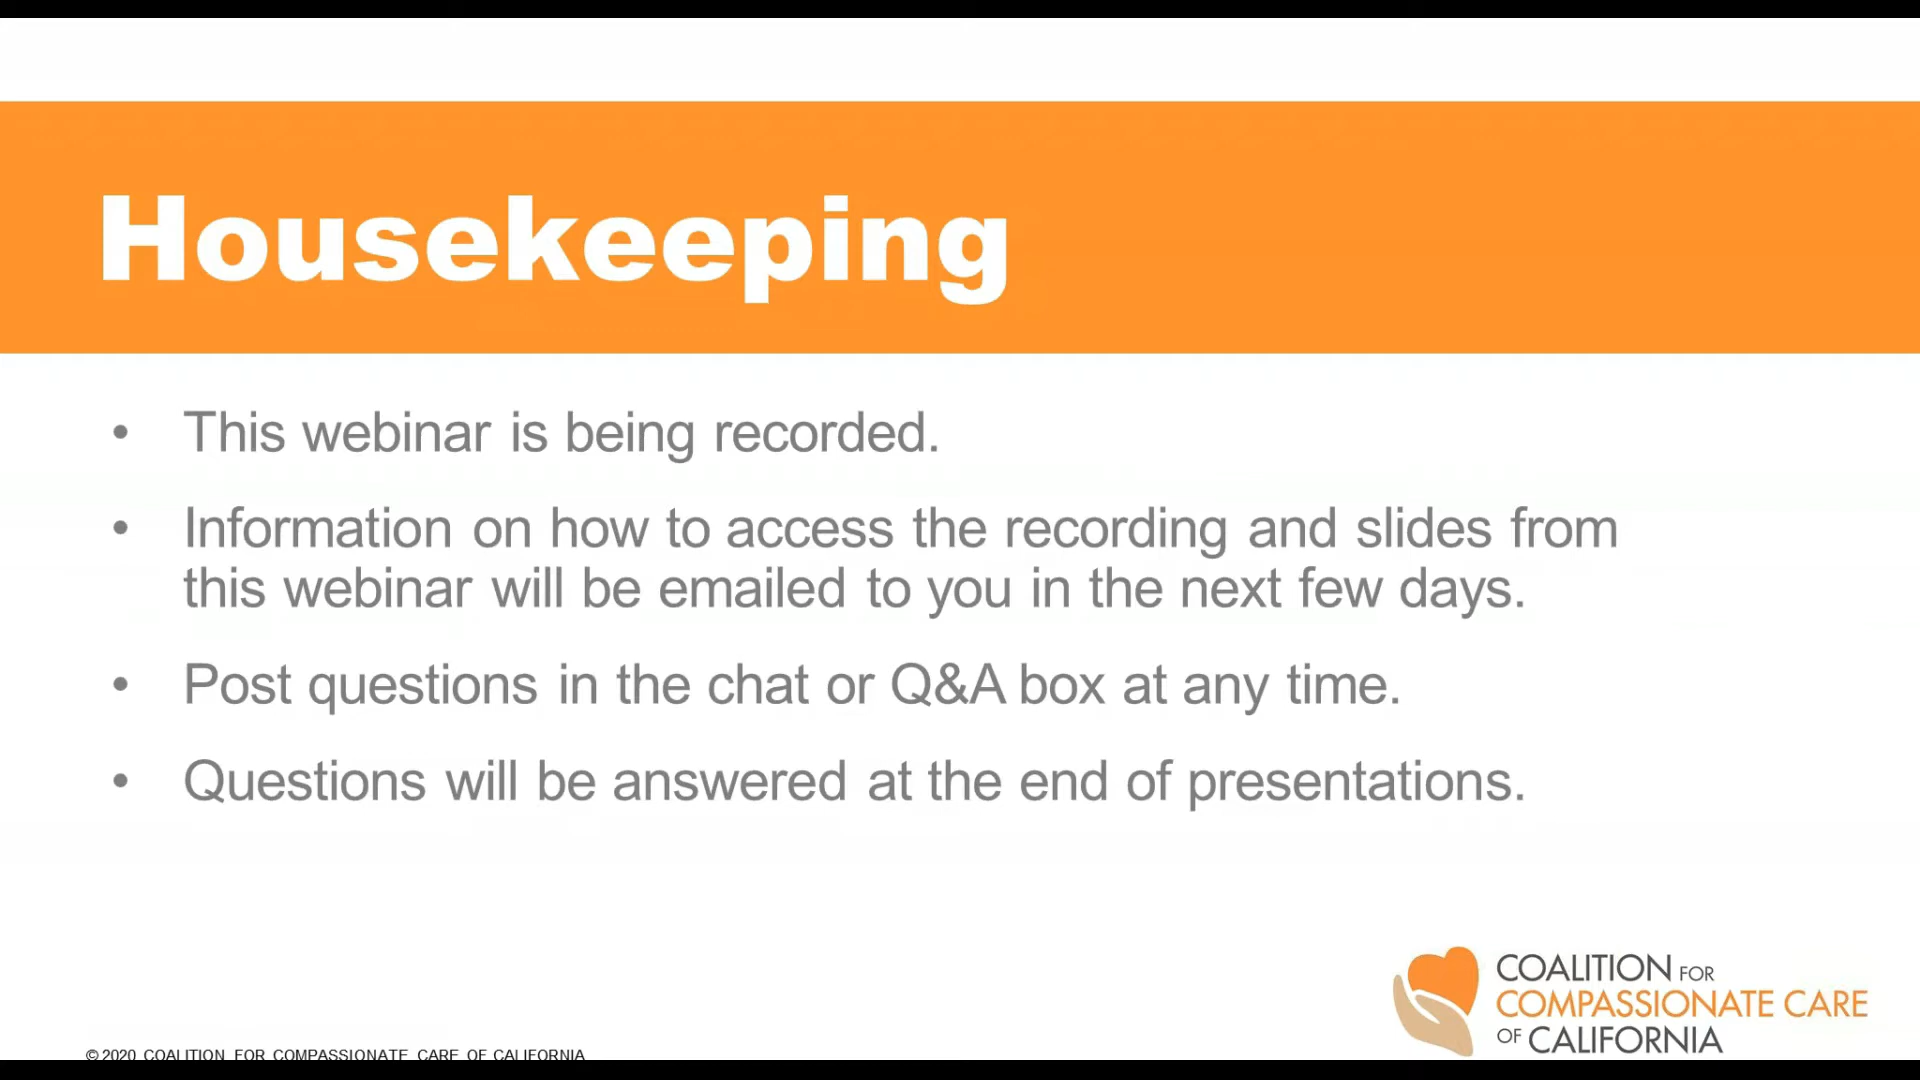 Housekeeping
• This webinar is being recorded.
• Information on how to access the recording and slides from
this webinar will be emailed to you in the next few days.
• Post questions in the chat or Q&A box at any time.
• Questions will be answered at the end of presentations.
COALITION FOR
COMPASSIONATE CARE
OF CALIFORNIA
© 2020 COALITION FOR COMPASSIONATE CARE OF CALIFORNIA